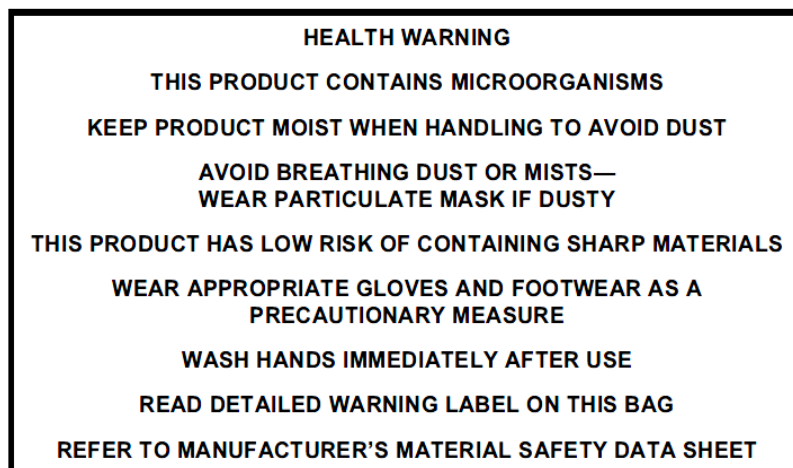 HEALTH WARNING
THIS PRODUCT CONTAINS MICROORGANISMS
KEEP PRODUCT MOIST WHEN HANDLING TO AVOID DUST
AVOID BREATHING DUST OR MISTS—
WEAR PARTICULATE MASK IF DUSTY
THIS PRODUCT HAS LOW RISK OF CONTAINING SHARP MATERIALS
WEAR APPROPRIATE GLOVES AND FOOTWEAR AS A
PRECAUTIONARY MEASURE
WASH HANDS IMMEDIATELY AFTER USE
READ DETAILED WARNING LABEL ON THIS BAG
REFER TO MANUFACTURER’S MATERIAL SAFETY DATA SHEET